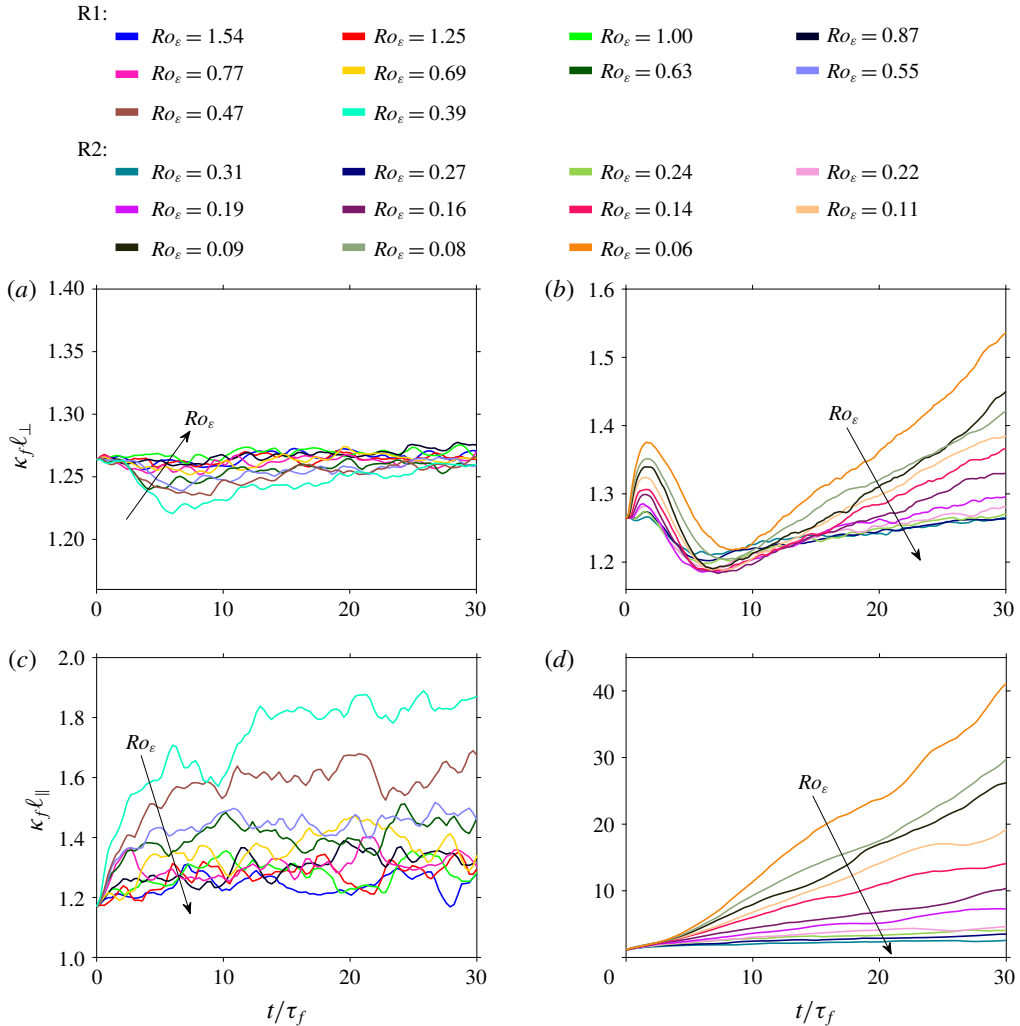 R1:
Ro_ε = 1.54 Ro_ε = 1.25 Ro_ε = 1.00 Ro_ε = 0.87
Ro_ε = 0.77 Ro_ε = 0.69 Ro_ε = 0.63 Ro_ε = 0.55
Ro_ε = 0.47 Ro_ε = 0.39
R2:
Ro_ε = 0.31 Ro_ε = 0.27 Ro_ε = 0.24 Ro_ε = 0.22
Ro_ε = 0.19 Ro_ε = 0.16 Ro_ε = 0.14 Ro_ε = 0.11
Ro_ε = 0.09 Ro_ε = 0.08 Ro_ε = 0.06
(a)
1.40
1.35
1.30
1.25
1.20
κ_f ℓ_⊥
Ro_ε
0 10 20 30
(b)
1.6
1.5
1.4
1.3
1.2
Ro_ε
0 10 20 30
(c)
2.0
1.8
1.6
1.4
1.2
1.0
κ_f ℓ_∥
Ro_ε
0 10 20 30
t/τ_f
(d)
40
30
20
10
Ro_ε
0 10 20 30
t/τ_f